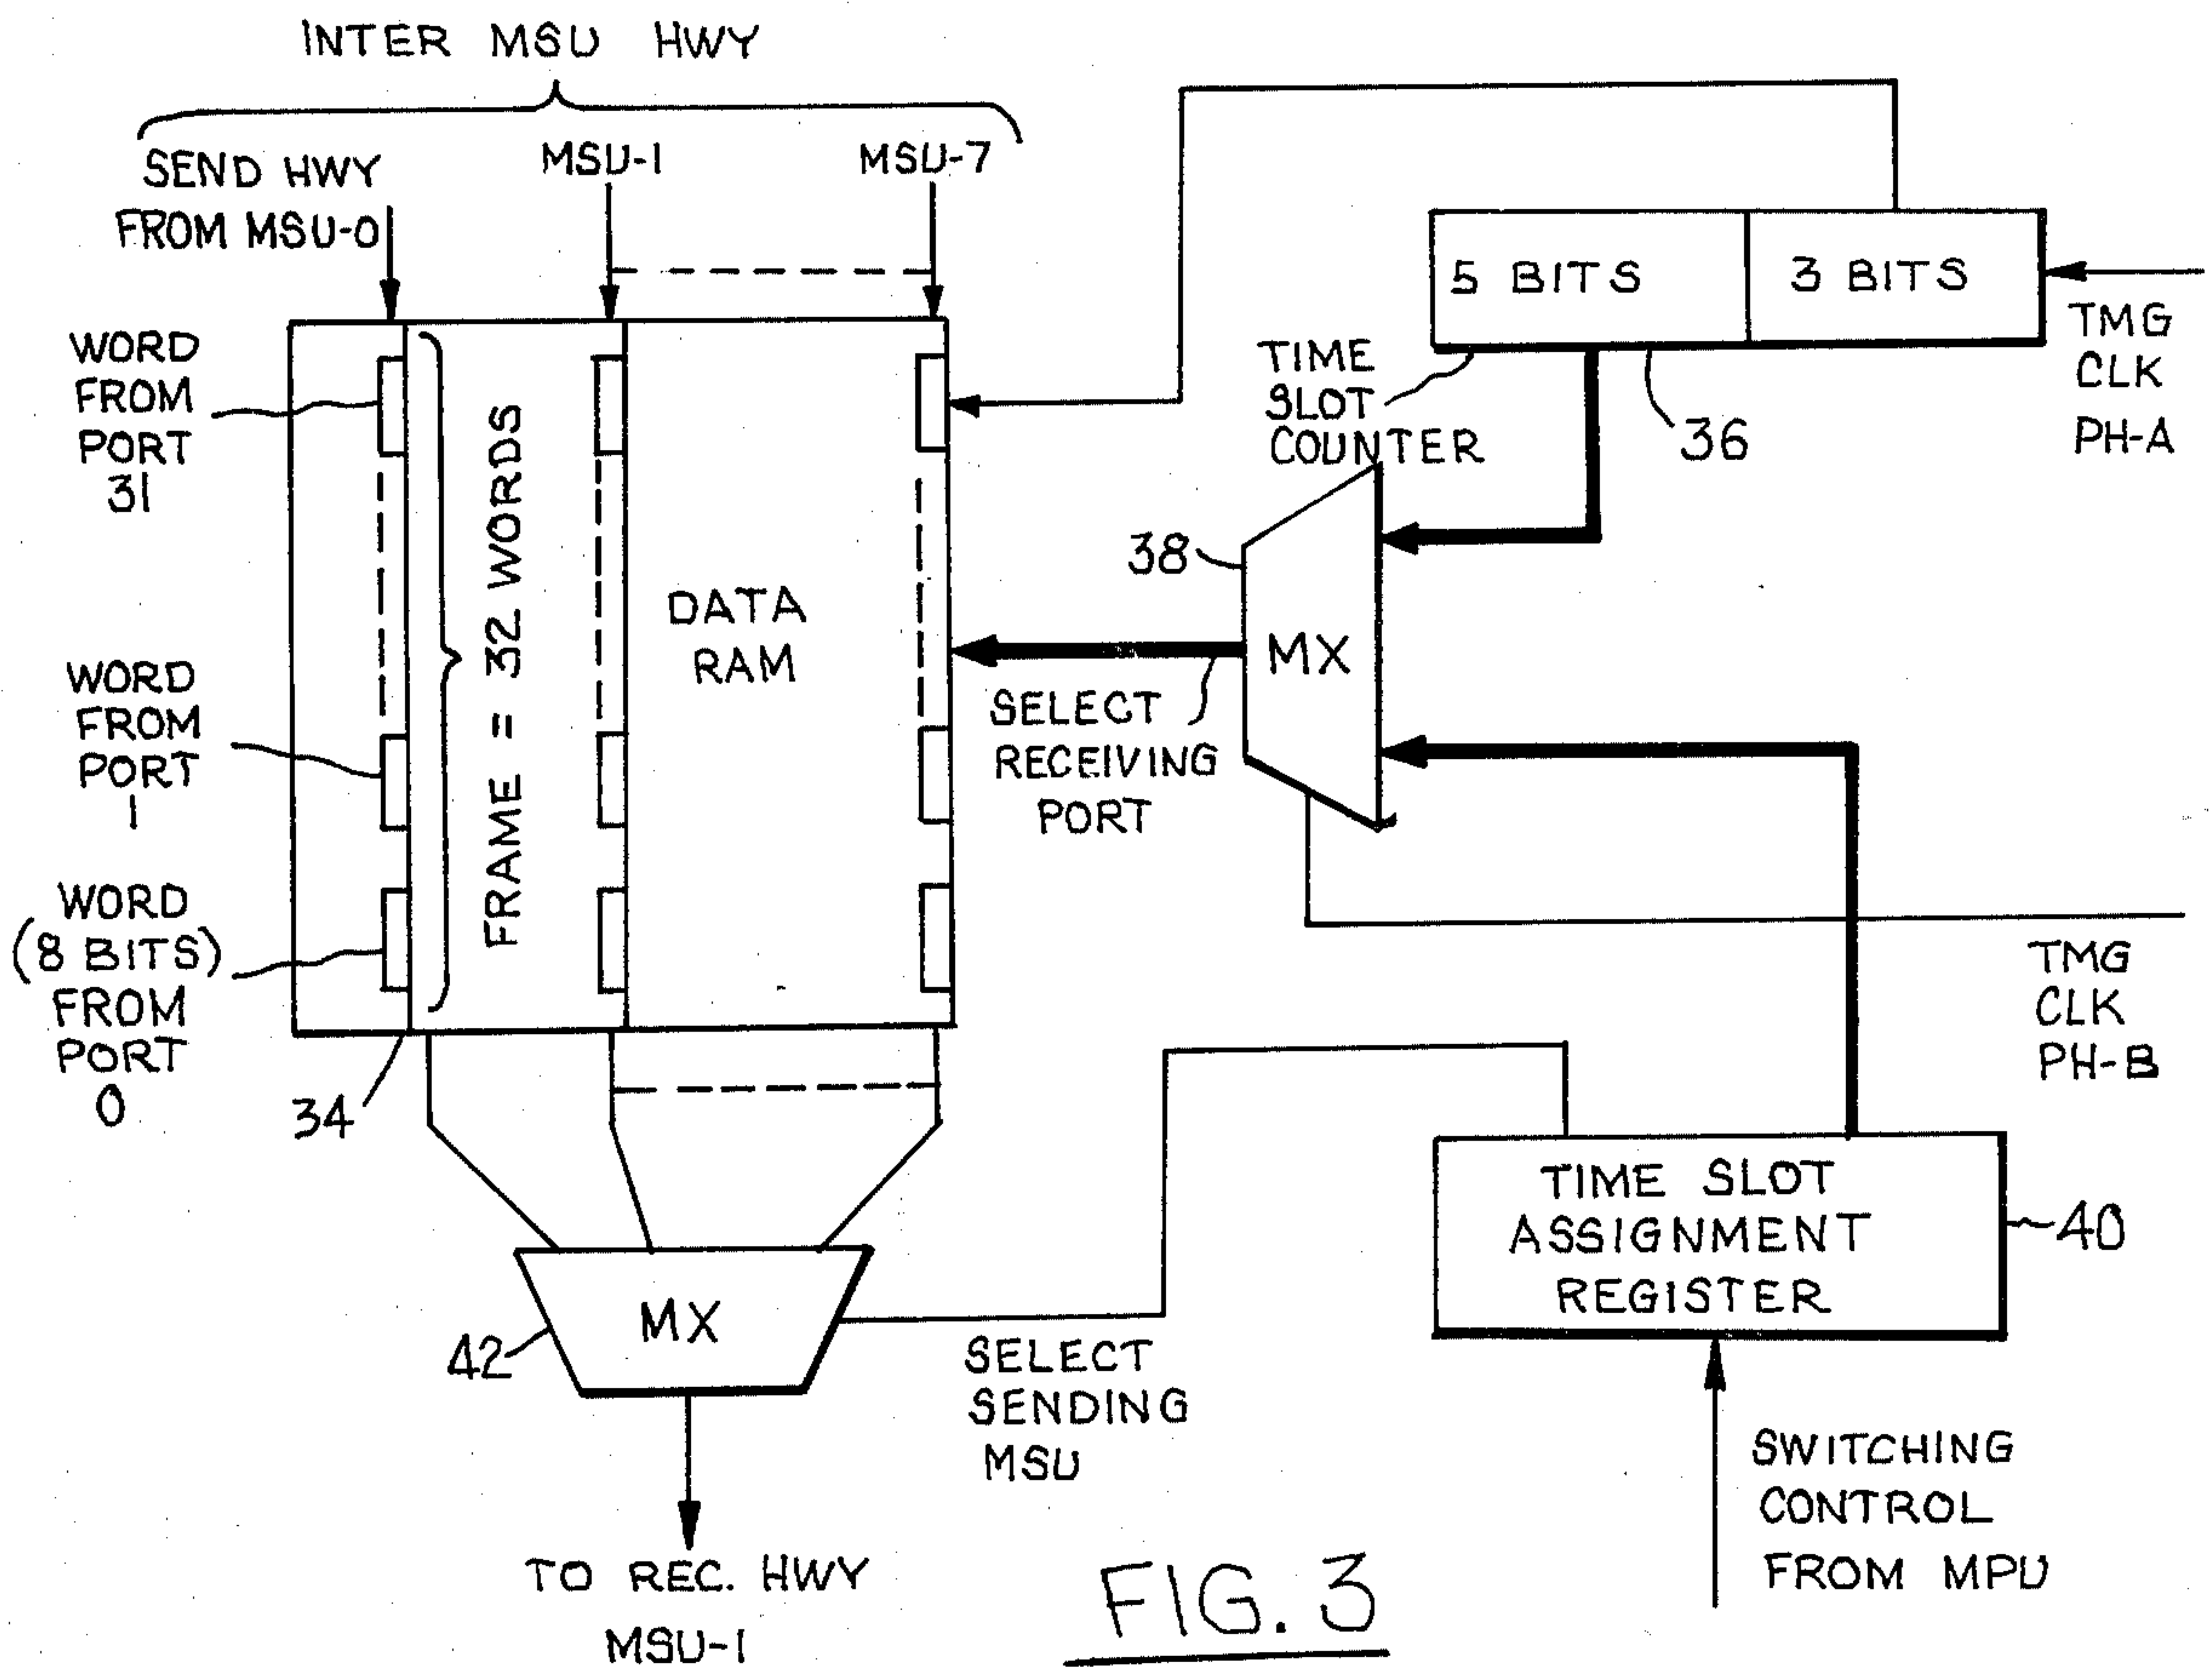 INTER MSU HWY
SEND HWY
FROM MSU-0
MSU-1
MSU-7
5 BITS
3 BITS
TMG
CLK
PH-A
TIME
SLOT
COUNTER
36
WORD
FROM
PORT
31
WORD
FROM
PORT
1
WORD
(8 BITS)
FROM
PORT
0
34
FRAME = 32 WORDS
DATA
RAM
38
MX
SELECT
RECEIVING
PORT
TMG
CLK
PH-B
TIME SLOT
ASSIGNMENT
REGISTER
40
MX
42
SELECT
SENDING
MSU
SWITCHING
CONTROL
FROM MPU
TO REC. HWY
MSU-1
FIG. 3